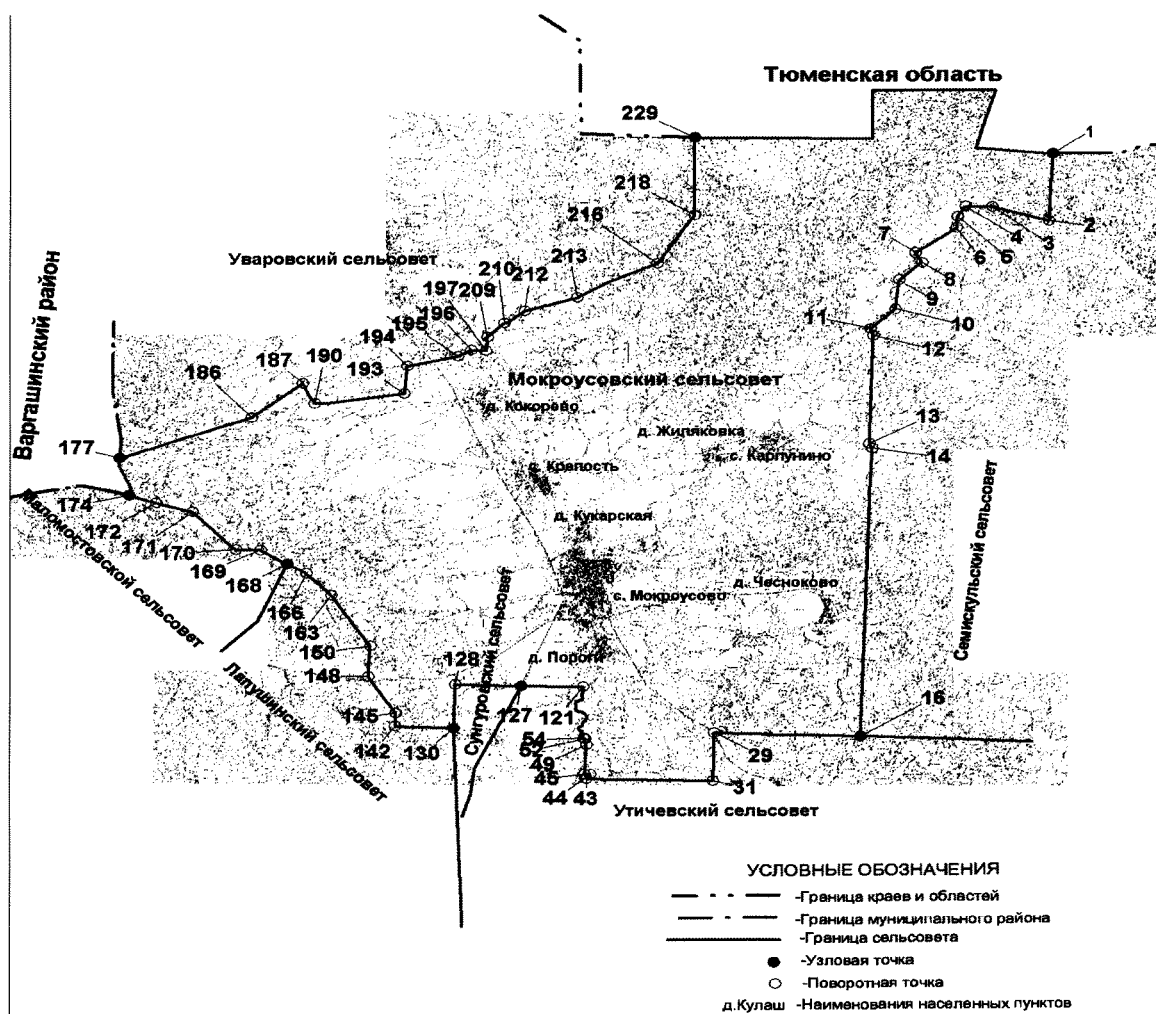 Тюменская область
229
1
218
216
2
3
4
5
6
7
8
9
10
11
12
Уваровский сельсовет
213
212
210
209
197
196
195
194
193
190
187
186
Варгашинский район
177
Мокроусовский сельсовет
д. Кокорево
д. Жиляковка
с. Карпунино
13
14
с. Крепость
174
172
171
170
169
168
166
163
150
148
145
142
130
128
127
121
Маломостовской сельсовет
Лапушинский сельсовет
Сунгуровский сельсовет
Семискульский сельсовет
д. Кукарская
с. Мокроусово
д. Чесноково
д. Пороги
16
29
31
54
52
49
45
44
43
Утичевский сельсовет
УСЛОВНЫЕ ОБОЗНАЧЕНИЯ
-Граница краев и областей
-Граница муниципального района
-Граница сельсовета
-Узловая точка
-Поворотная точка
д.Кулаш -Наименования населенных пунктов